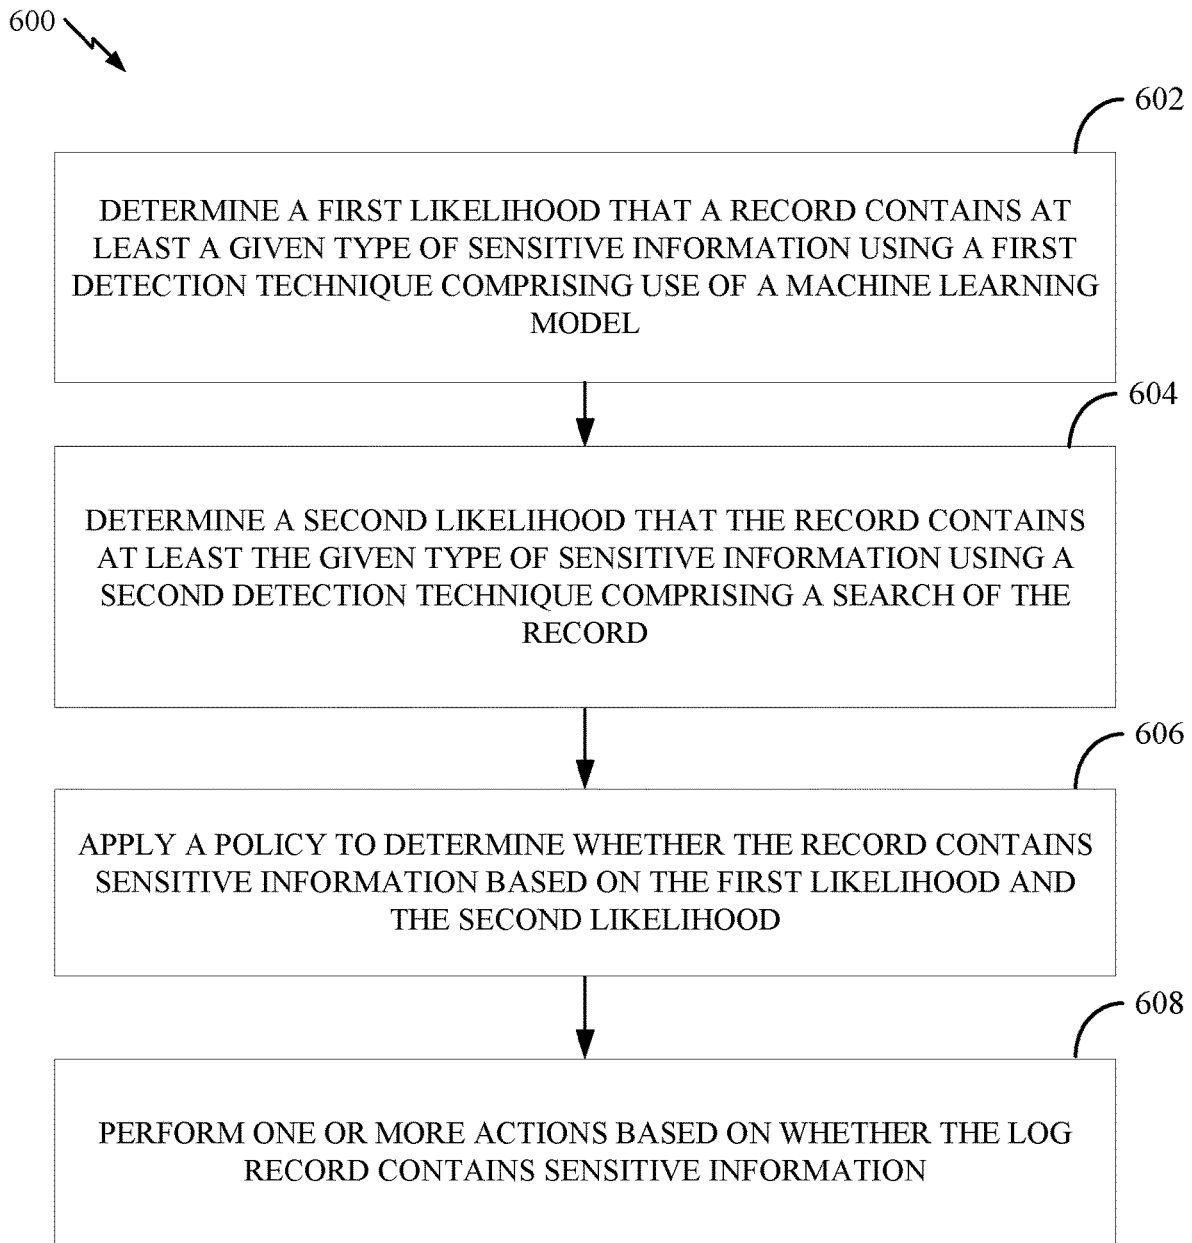 600
602
DETERMINE A FIRST LIKELIHOOD THAT A RECORD CONTAINS AT
LEAST A GIVEN TYPE OF SENSITIVE INFORMATION USING A FIRST
DETECTION TECHNIQUE COMPRISING USE OF A MACHINE LEARNING
MODEL
604
DETERMINE A SECOND LIKELIHOOD THAT THE RECORD CONTAINS
AT LEAST THE GIVEN TYPE OF SENSITIVE INFORMATION USING A
SECOND DETECTION TECHNIQUE COMPRISING A SEARCH OF THE
RECORD
606
APPLY A POLICY TO DETERMINE WHETHER THE RECORD CONTAINS
SENSITIVE INFORMATION BASED ON THE FIRST LIKELIHOOD AND
THE SECOND LIKELIHOOD
608
PERFORM ONE OR MORE ACTIONS BASED ON WHETHER THE LOG
RECORD CONTAINS SENSITIVE INFORMATION